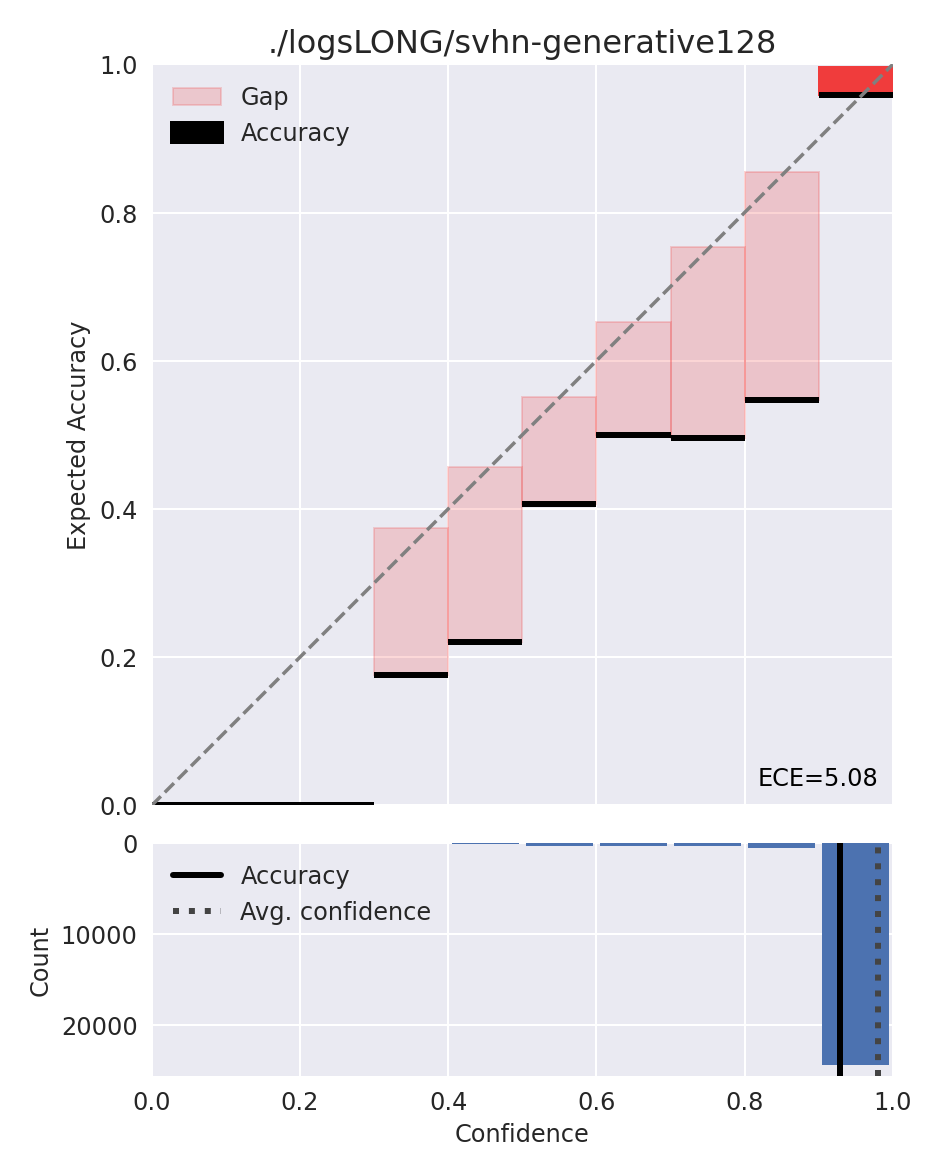 ./logsLONG/svhn-generative128
1.0
0.8
0.6
0.4
0.2
0.0
Expected Accuracy
Gap
Accuracy
ECE=5.08
0
10000
20000
Count
Accuracy
Avg. confidence
0.0 0.2 0.4 0.6 0.8 1.0
Confidence